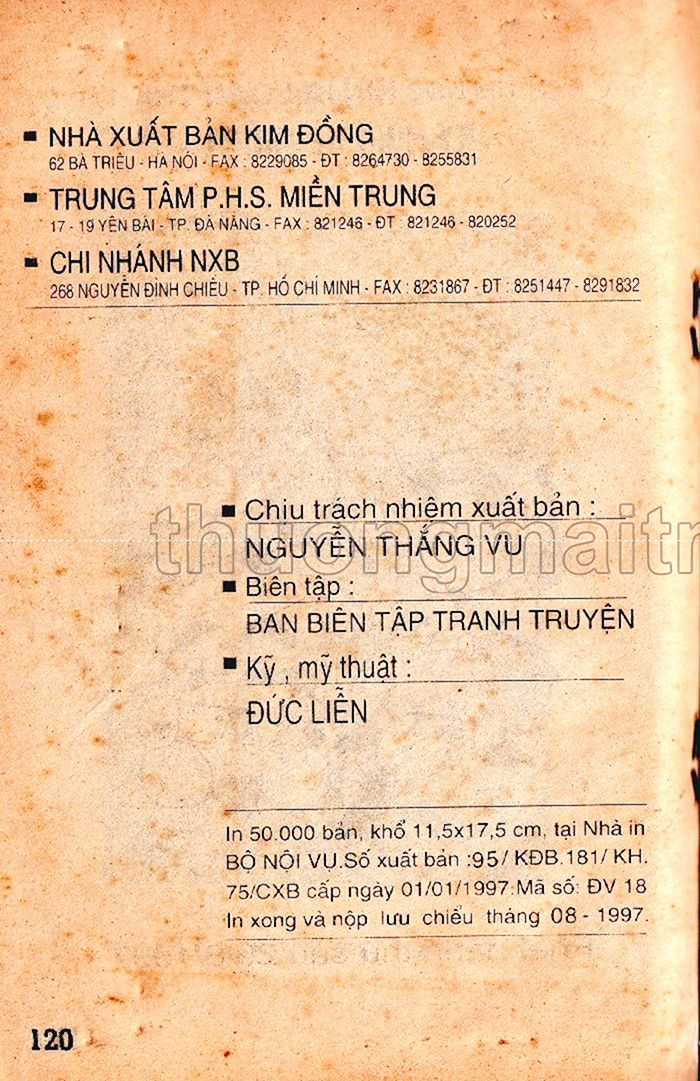 NHÀ XUẤT BẢN KIM ĐỒNG
62 BÀ TRIỆU - HÀ NỘI - FAX : 8229085 - ĐT : 8264730 - 8255831
TRUNG TÂM P.H.S. MIỀN TRUNG
17 - 19 YÊN BÁI - TP. ĐÀ NẴNG - FAX : 821246 - ĐT : 821246 - 820252
CHI NHÁNH NXB
268 NGUYỄN ĐÌNH CHIỂU - TP. HỒ CHÍ MINH - FAX : 8231867 - ĐT : 8251447 - 8291832
Chịu trách nhiệm xuất bản :
thuongmaitr
NGUYỄN THẮNG VU
Biên tập :
BAN BIÊN TẬP TRANH TRUYỆN
Kỹ , mỹ thuật :
ĐỨC LIỄN
In 50.000 bản, khổ 11,5x17,5 cm, tại Nhà in
BỘ NỘI VỤ.Số xuất bản :95/ KĐB.181/ KH.
75/CXB cấp ngày 01/01/1997.Mã số: ĐV 18
In xong và nộp lưu chiểu tháng 08 - 1997.
120